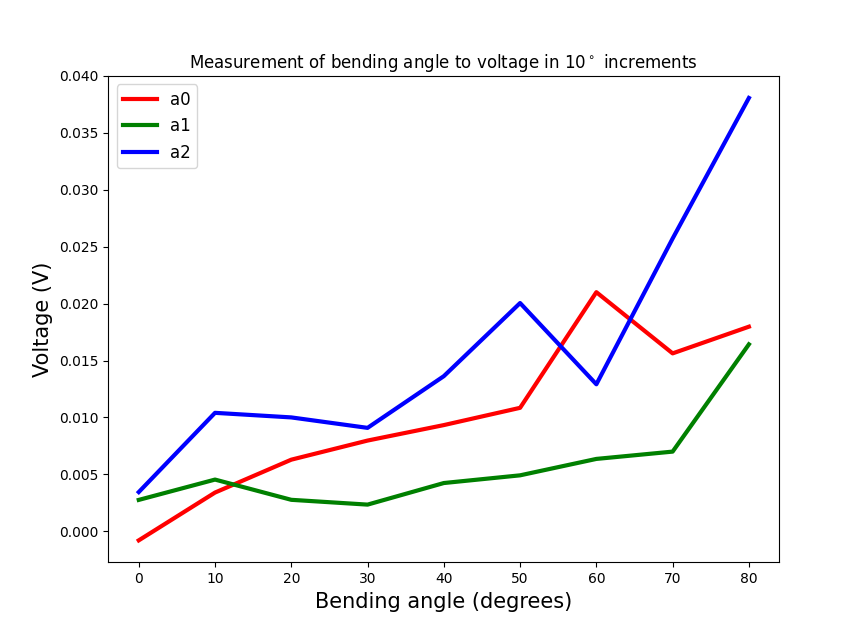 Measurement of bending angle to voltage in 10° increments
0.040
0.035
0.030
0.025
0.020
0.015
0.010
0.005
0.000
a0
a1
a2
Voltage (V)
0 10 20 30 40 50 60 70 80
Bending angle (degrees)